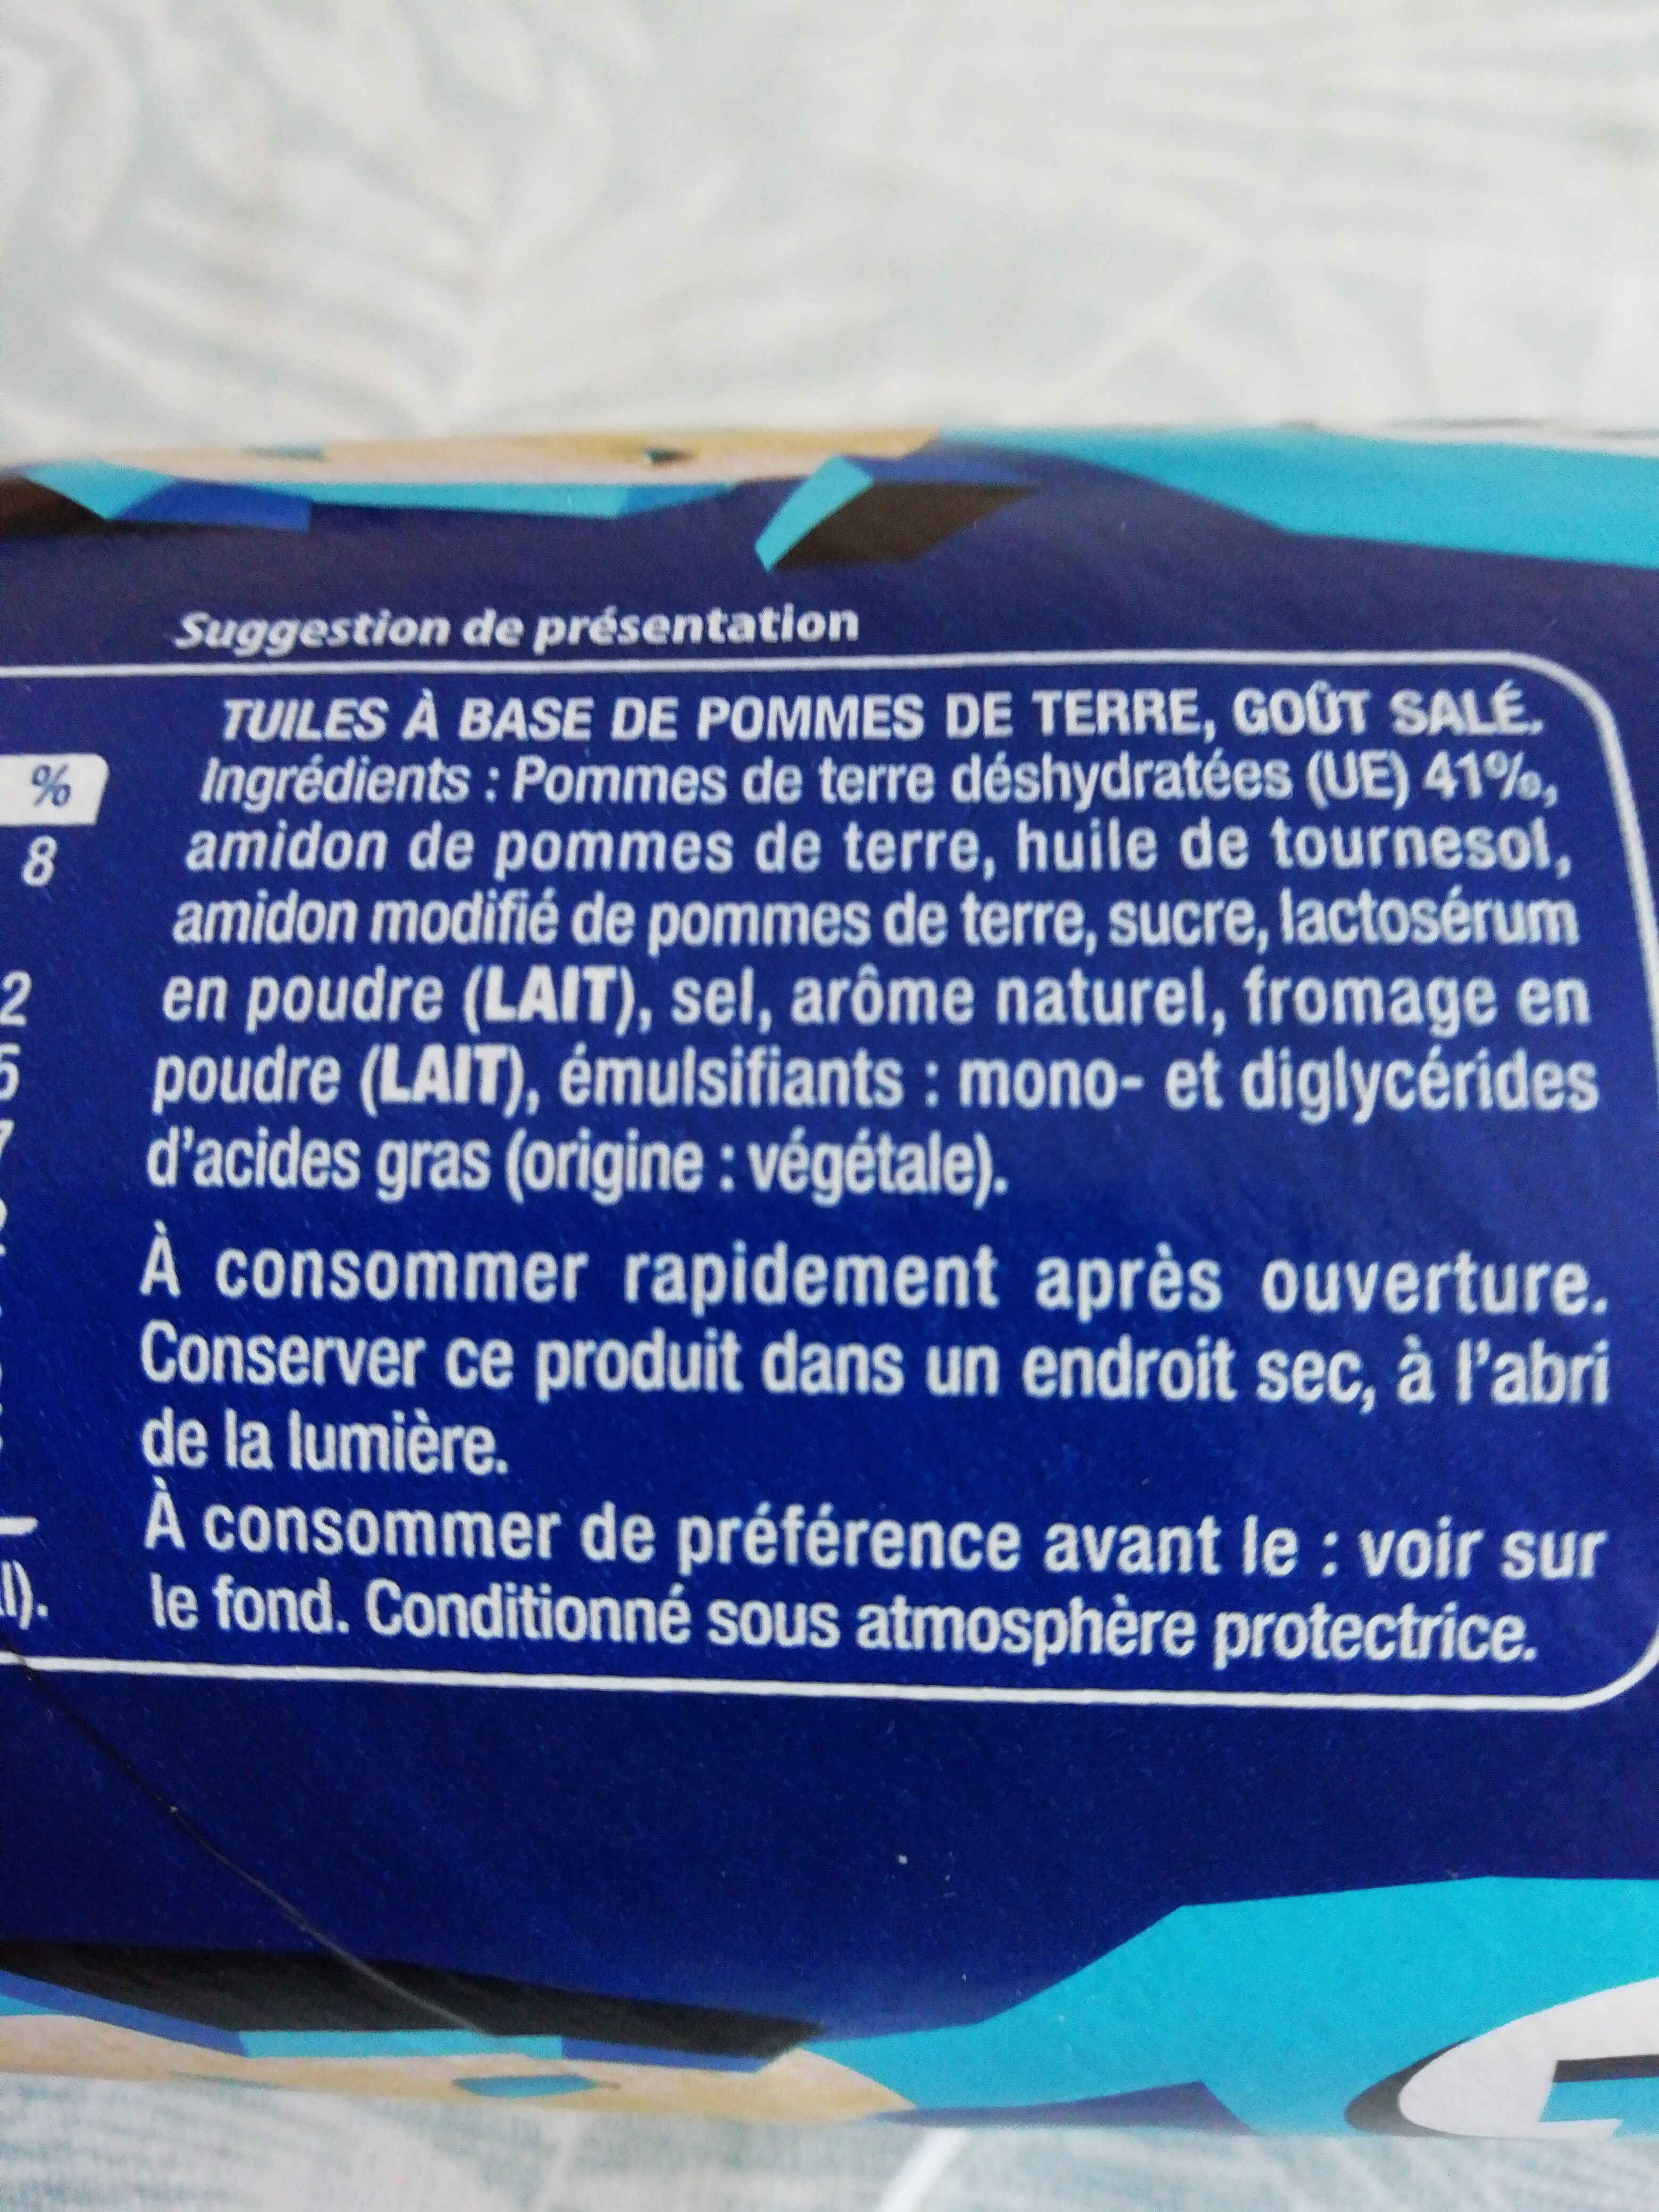 Suggestion de présentation
TUILES À BASE DE POMMES DE TERRE, GOÛT SALÉ.
Ingrédients : Pommes de terre déshydratées (UE) 41%,
amidon de pommes de terre, huile de tournesol,
amidon modifié de pommes de terre, sucre, lactosérum
en poudre (LAIT), sel, arôme naturel, fromage en
poudre (LAIT), émulsifiants : mono- et diglycérides
d'acides gras (origine : végétale).
À consommer rapidement après ouverture.
Conserver ce produit dans un endroit sec, à l'abri
de la lumière.
À consommer de préférence avant le : voir sur
le fond. Conditionné sous atmosphère protectrice.
%
8
2
5
7